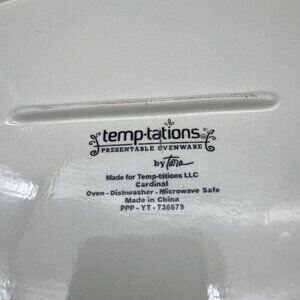 temp-tations
PRESENTABLE OVENWARE
by Tara
Made for Temp-tations LLC
Cardinal
Oven - Dishwasher - Microwave Safe
Made in China
PPP - YT - 736679